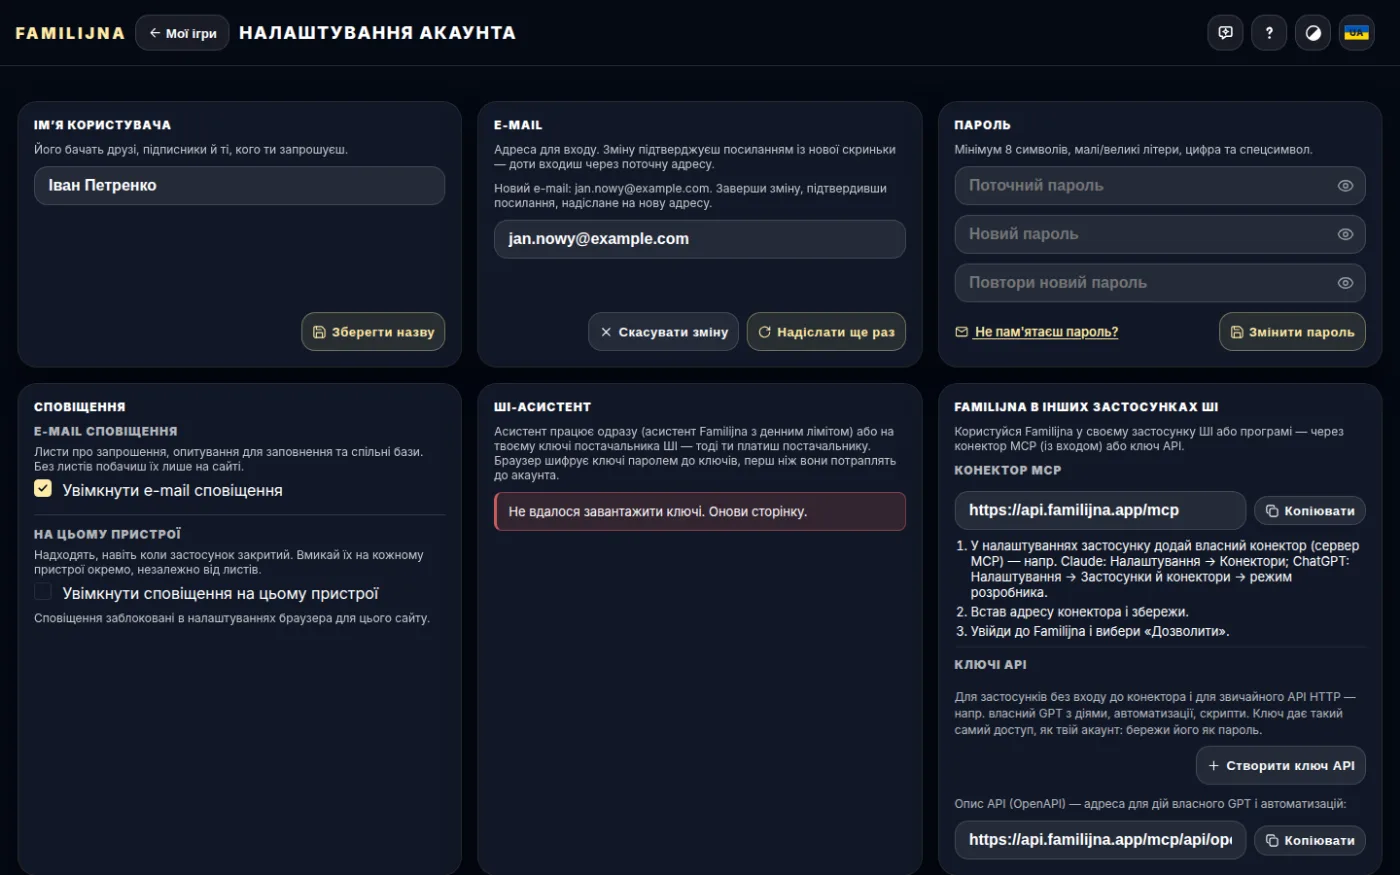 FAMILIJNA
Мої ігри
НАЛАШТУВАННЯ АКАУНТА
?
UA
ІМ'Я КОРИСТУВАЧА
Його бачать друзі, підписники й ті, кого ти запрошуєш.
Іван Петренко
Зберегти назву
E-MAIL
Адреса для входу. Зміну підтверджуєш посиланням із нової скриньки
— доти входиш через поточну адресу.
Новий e-mail: jan.nowy@example.com. Заверши зміну, підтвердивши
посилання, надіслане на нову адресу.
jan.nowy@example.com
Скасувати зміну
Надіслати ще раз
ПАРОЛЬ
Мінімум 8 символів, малі/великі літери, цифра та спецсимвол.
Поточний пароль
Новий пароль
Повтори новий пароль
Не пам'ятаєш пароль?
Змінити пароль
СПОВІЩЕННЯ
E-MAIL СПОВІЩЕННЯ
Листи про запрошення, опитування для заповнення та спільні бази.
Без листів побачиш їх лише на сайті.
Увімкнути e-mail сповіщення
НА ЦЬОМУ ПРИСТРОЇ
Надходять, навіть коли застосунок закритий. Вмикай їх на кожному
пристрої окремо, незалежно від листів.
Увімкнути сповіщення на цьому пристрої
Сповіщення заблоковані в налаштуваннях браузера для цього сайту.
ШІ-АСИСТЕНТ
Асистент працює одразу (асистент Familijna з денним лімітом) або на
твоєму ключі постачальника ШІ — тоді ти платиш постачальнику.
Браузер шифрує ключі паролем до ключів, перш ніж вони потраплять
до акаунта.
Не вдалося завантажити ключі. Онови сторінку.
FAMILIJNA В ІНШИХ ЗАСТОСУНКАХ ШІ
Користуйся Familijna у своєму застосунку ШІ або програмі — через
конектор MCP (із входом) або ключ API.
КОНЕКТОР MCP
https://api.familijna.app/mcp
Копіювати
1. У налаштуваннях застосунку додай власний конектор (сервер
MCP) — напр. Claude: Налаштування → Конектори; ChatGPT:
Налаштування → Застосунки й конектори → режим
розробника.
2. Встав адресу конектора і збережи.
3. Увійди до Familijna і вибери «Дозволити».
КЛЮЧІ API
Для застосунків без входу до конектора і для звичайного API HTTP —
напр. власний GPT з діями, автоматизації, скрипти. Ключ дає такий
самий доступ, як твій акаунт: бережи його як пароль.
Створити ключ API
Опис API (OpenAPI) — адреса для дій власного GPT і автоматизацій:
https://api.familijna.app/mcp/api/ope
Копіювати